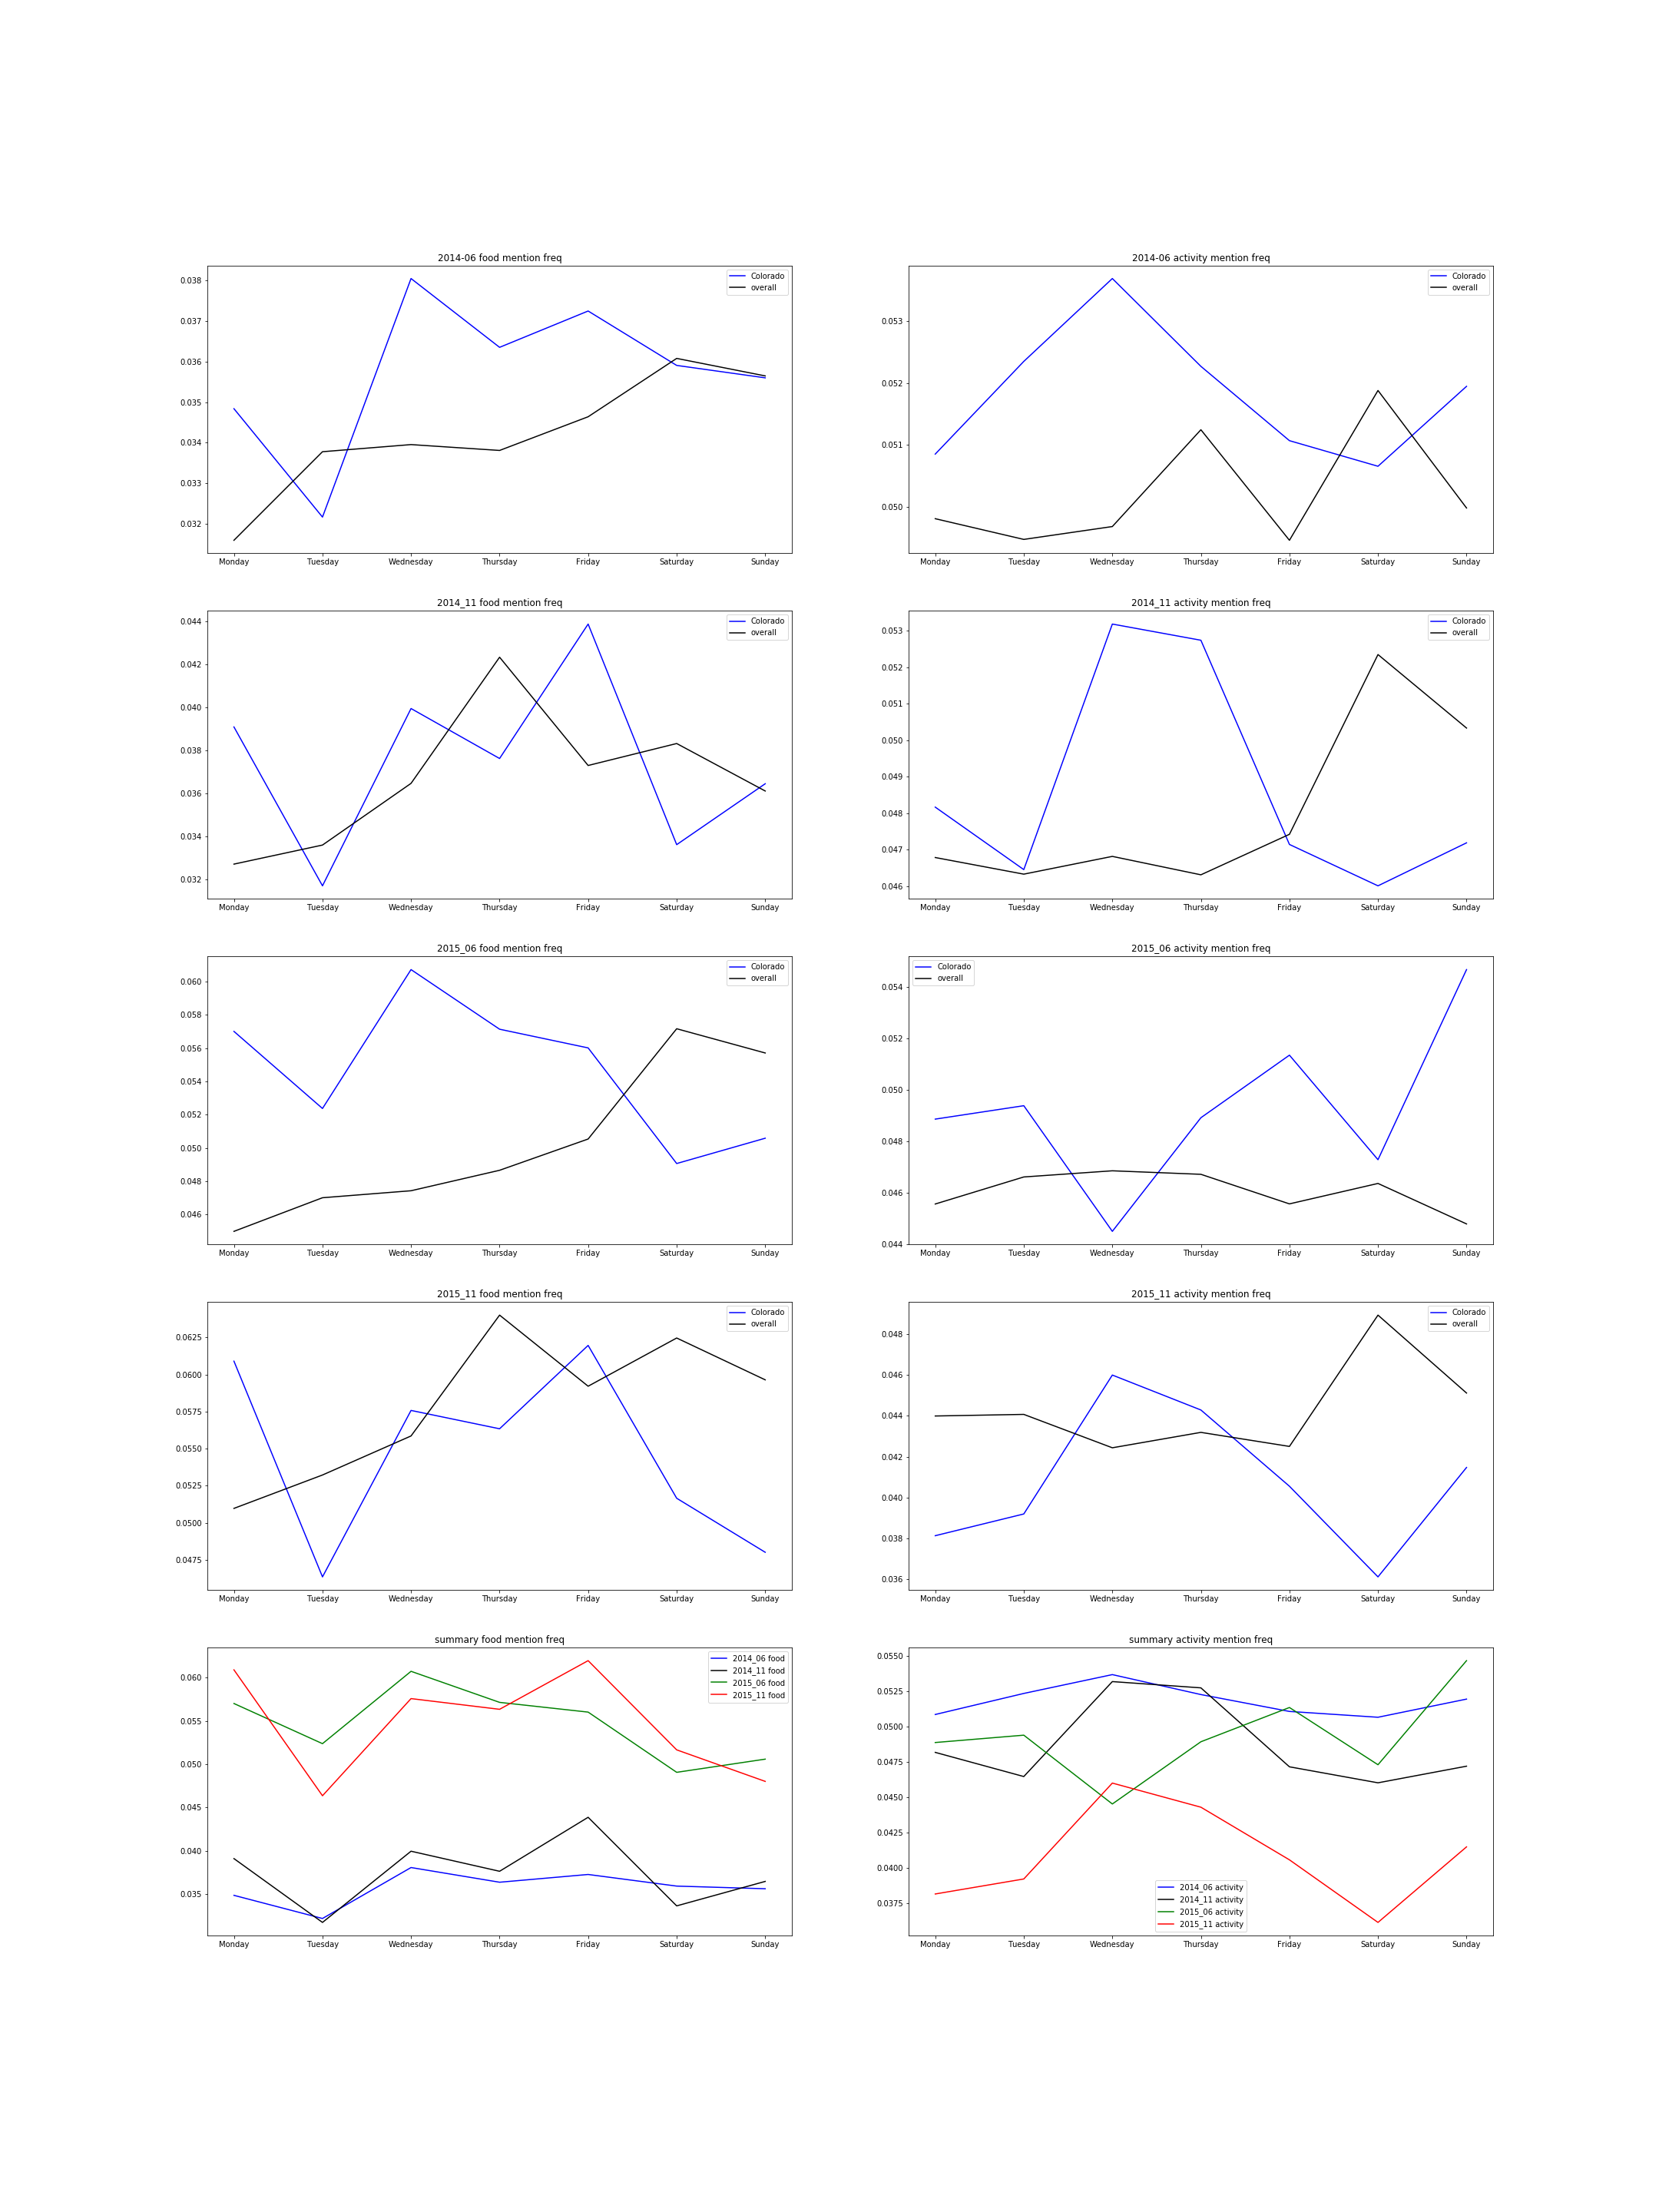 2014-06 food mention freq
Colorado
overall
0.038
0.037
0.036
0.035
0.034
0.033
0.032
Monday Tuesday Wednesday Thursday Friday Saturday Sunday
2014-06 activity mention freq
Colorado
overall
0.053
0.052
0.051
0.050
Monday Tuesday Wednesday Thursday Friday Saturday Sunday
2014_11 food mention freq
Colorado
overall
0.044
0.042
0.040
0.038
0.036
0.034
0.032
Monday Tuesday Wednesday Thursday Friday Saturday Sunday
2014_11 activity mention freq
Colorado
overall
0.053
0.052
0.051
0.050
0.049
0.048
0.047
0.046
Monday Tuesday Wednesday Thursday Friday Saturday Sunday
2015_06 food mention freq
Colorado
overall
0.060
0.058
0.056
0.054
0.052
0.050
0.048
0.046
Monday Tuesday Wednesday Thursday Friday Saturday Sunday
2015_06 activity mention freq
Colorado
overall
0.054
0.052
0.050
0.048
0.046
0.044
Monday Tuesday Wednesday Thursday Friday Saturday Sunday
2015_11 food mention freq
Colorado
overall
0.0625
0.0600
0.0575
0.0550
0.0525
0.0500
0.0475
Monday Tuesday Wednesday Thursday Friday Saturday Sunday
2015_11 activity mention freq
Colorado
overall
0.048
0.046
0.044
0.042
0.040
0.038
0.036
Monday Tuesday Wednesday Thursday Friday Saturday Sunday
summary food mention freq
2014_06 food
2014_11 food
2015_06 food
2015_11 food
0.060
0.055
0.050
0.045
0.040
0.035
Monday Tuesday Wednesday Thursday Friday Saturday Sunday
summary activity mention freq
0.0550
0.0525
0.0500
0.0475
0.0450
0.0425
0.0400
0.0375
2014_06 activity
2014_11 activity
2015_06 activity
2015_11 activity
Monday Tuesday Wednesday Thursday Friday Saturday Sunday